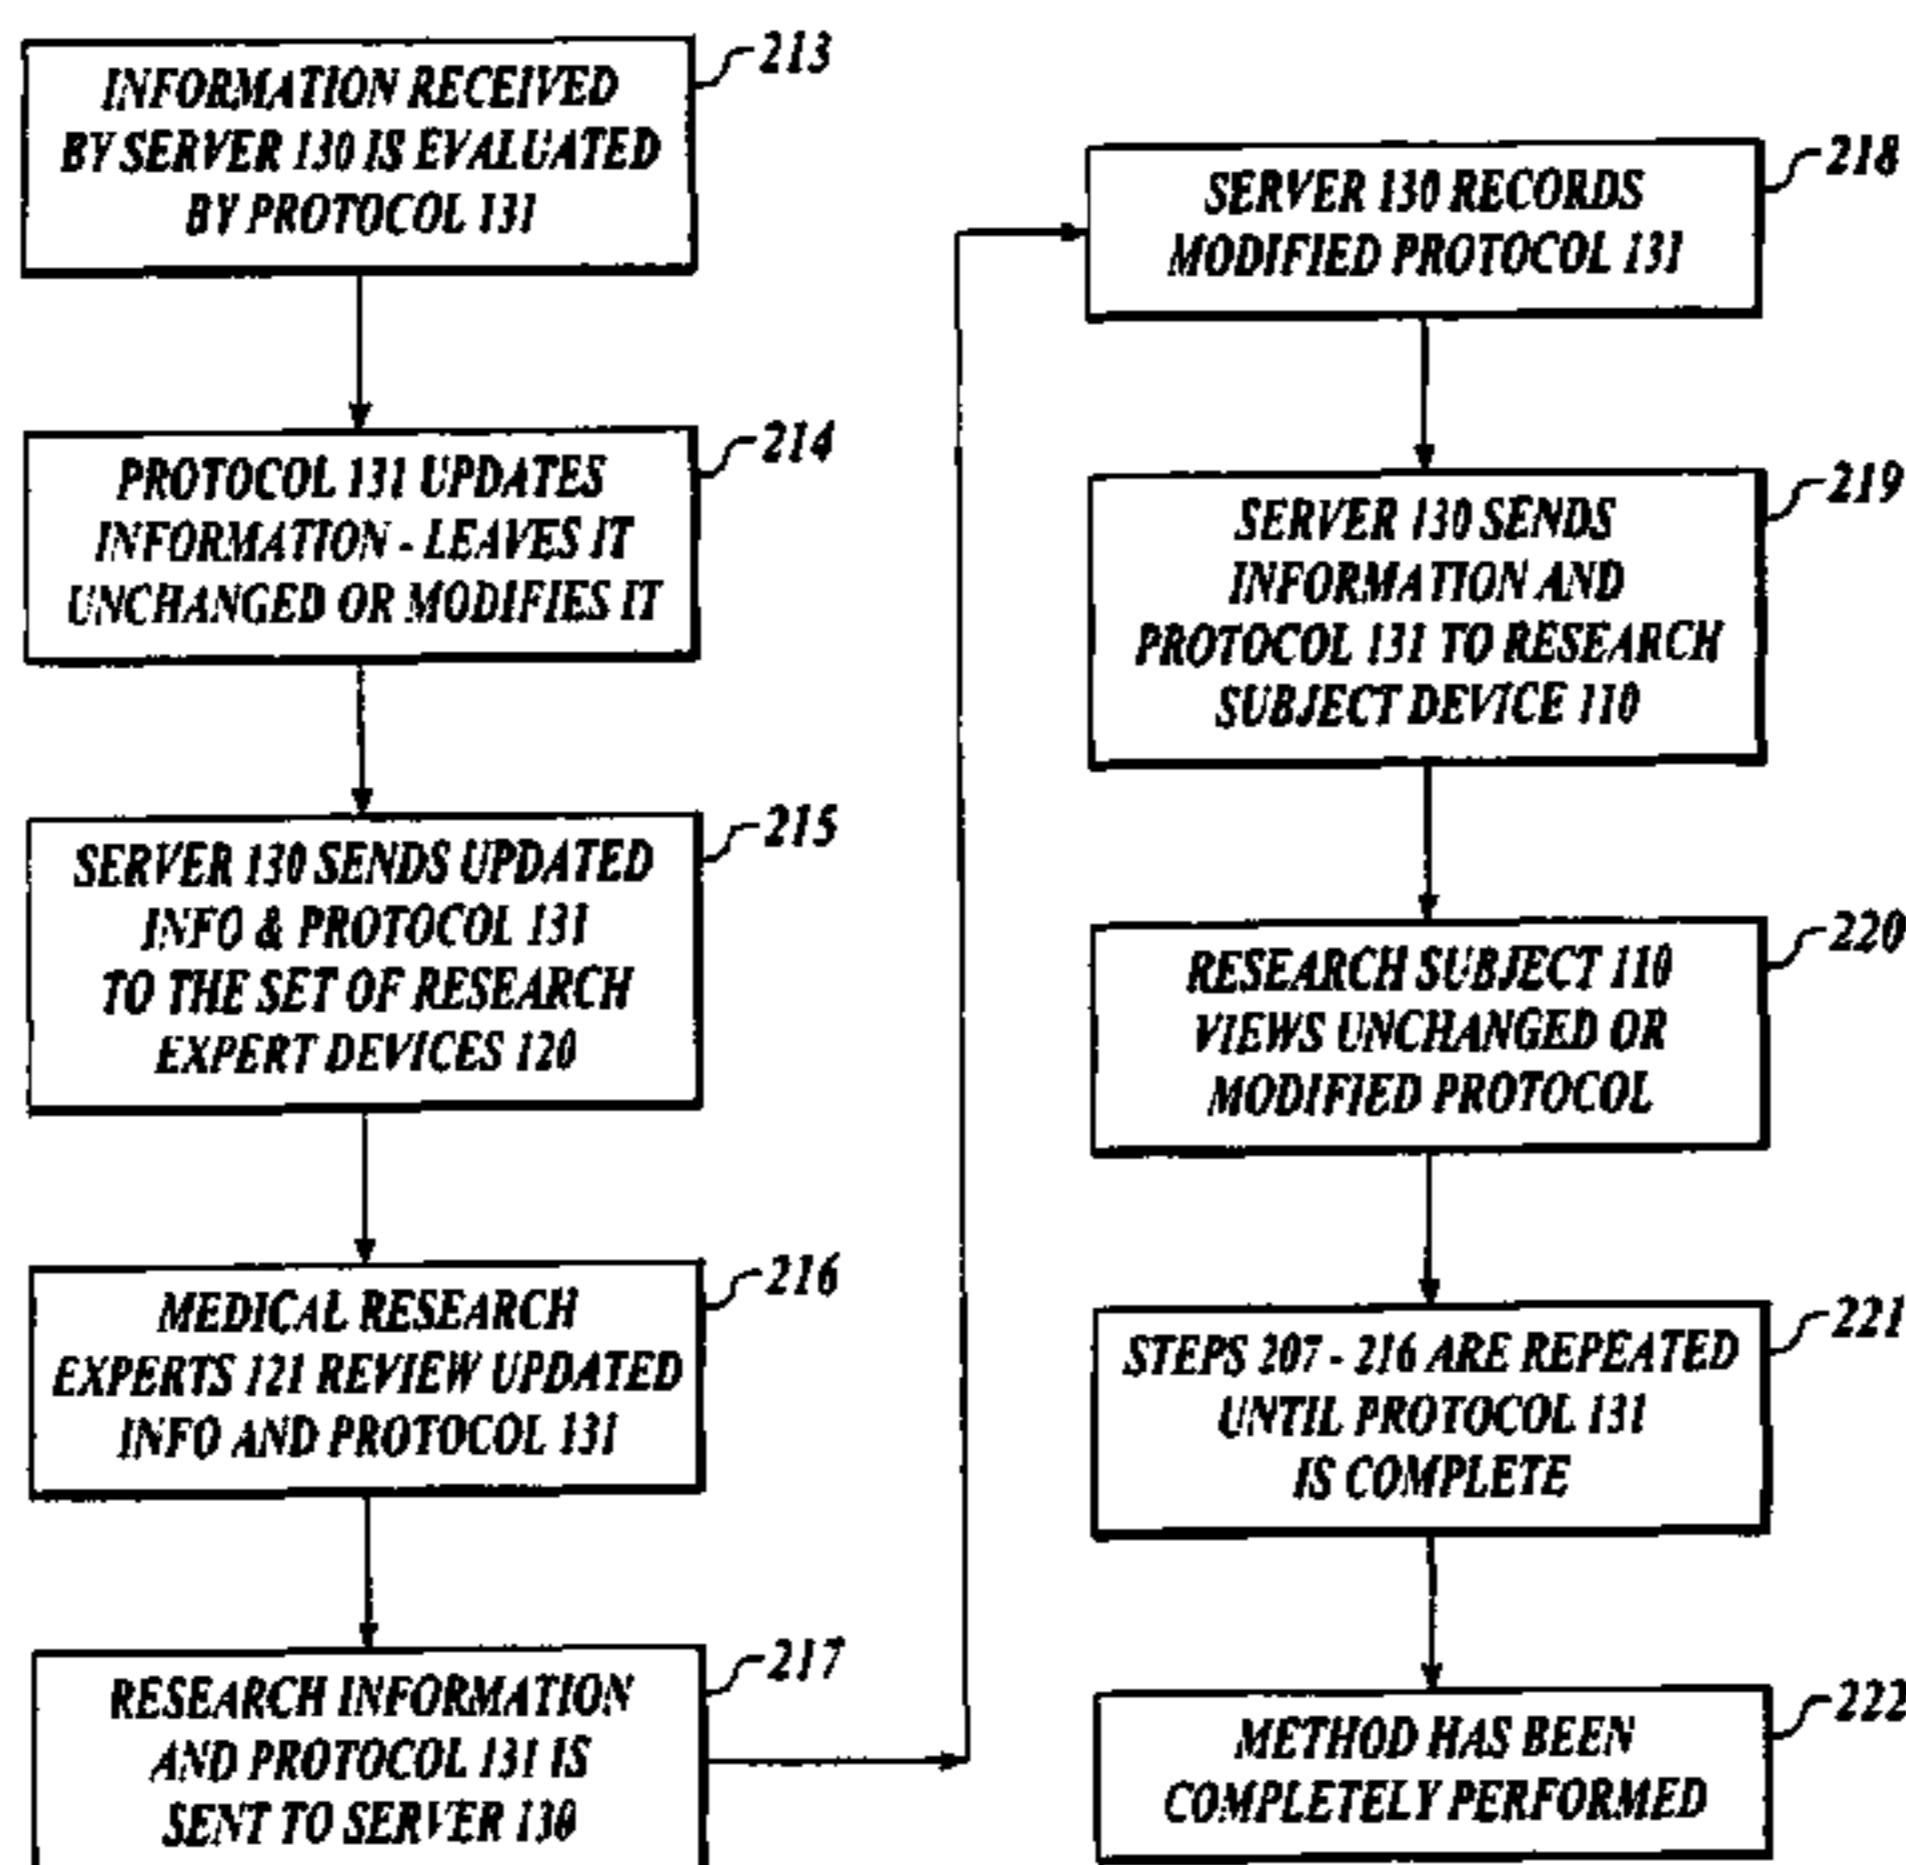 INFORMATION RECEIVED
BY SERVER 130 IS EVALUATED
BY PROTOCOL 131
213
PROTOCOL 131 UPDATES
INFORMATION - LEAVES IT
UNCHANGED OR MODIFIES IT
214
SERVER 130 SENDS UPDATED
INFO & PROTOCOL 131
TO THE SET OF RESEARCH
EXPERT DEVICES 120
215
MEDICAL RESEARCH
EXPERTS 121 REVIEW UPDATED
INFO AND PROTOCOL 131
216
RESEARCH INFORMATION
AND PROTOCOL 131 IS
SENT TO SERVER 130
217
SERVER 130 RECORDS
MODIFIED PROTOCOL 131
218
SERVER 130 SENDS
INFORMATION AND
PROTOCOL 131 TO RESEARCH
SUBJECT DEVICE 110
219
RESEARCH SUBJECT 110
VIEWS UNCHANGED OR
MODIFIED PROTOCOL
220
STEPS 207 - 216 ARE REPEATED
UNTIL PROTOCOL 131
IS COMPLETE
221
METHOD HAS BEEN
COMPLETELY PERFORMED
222